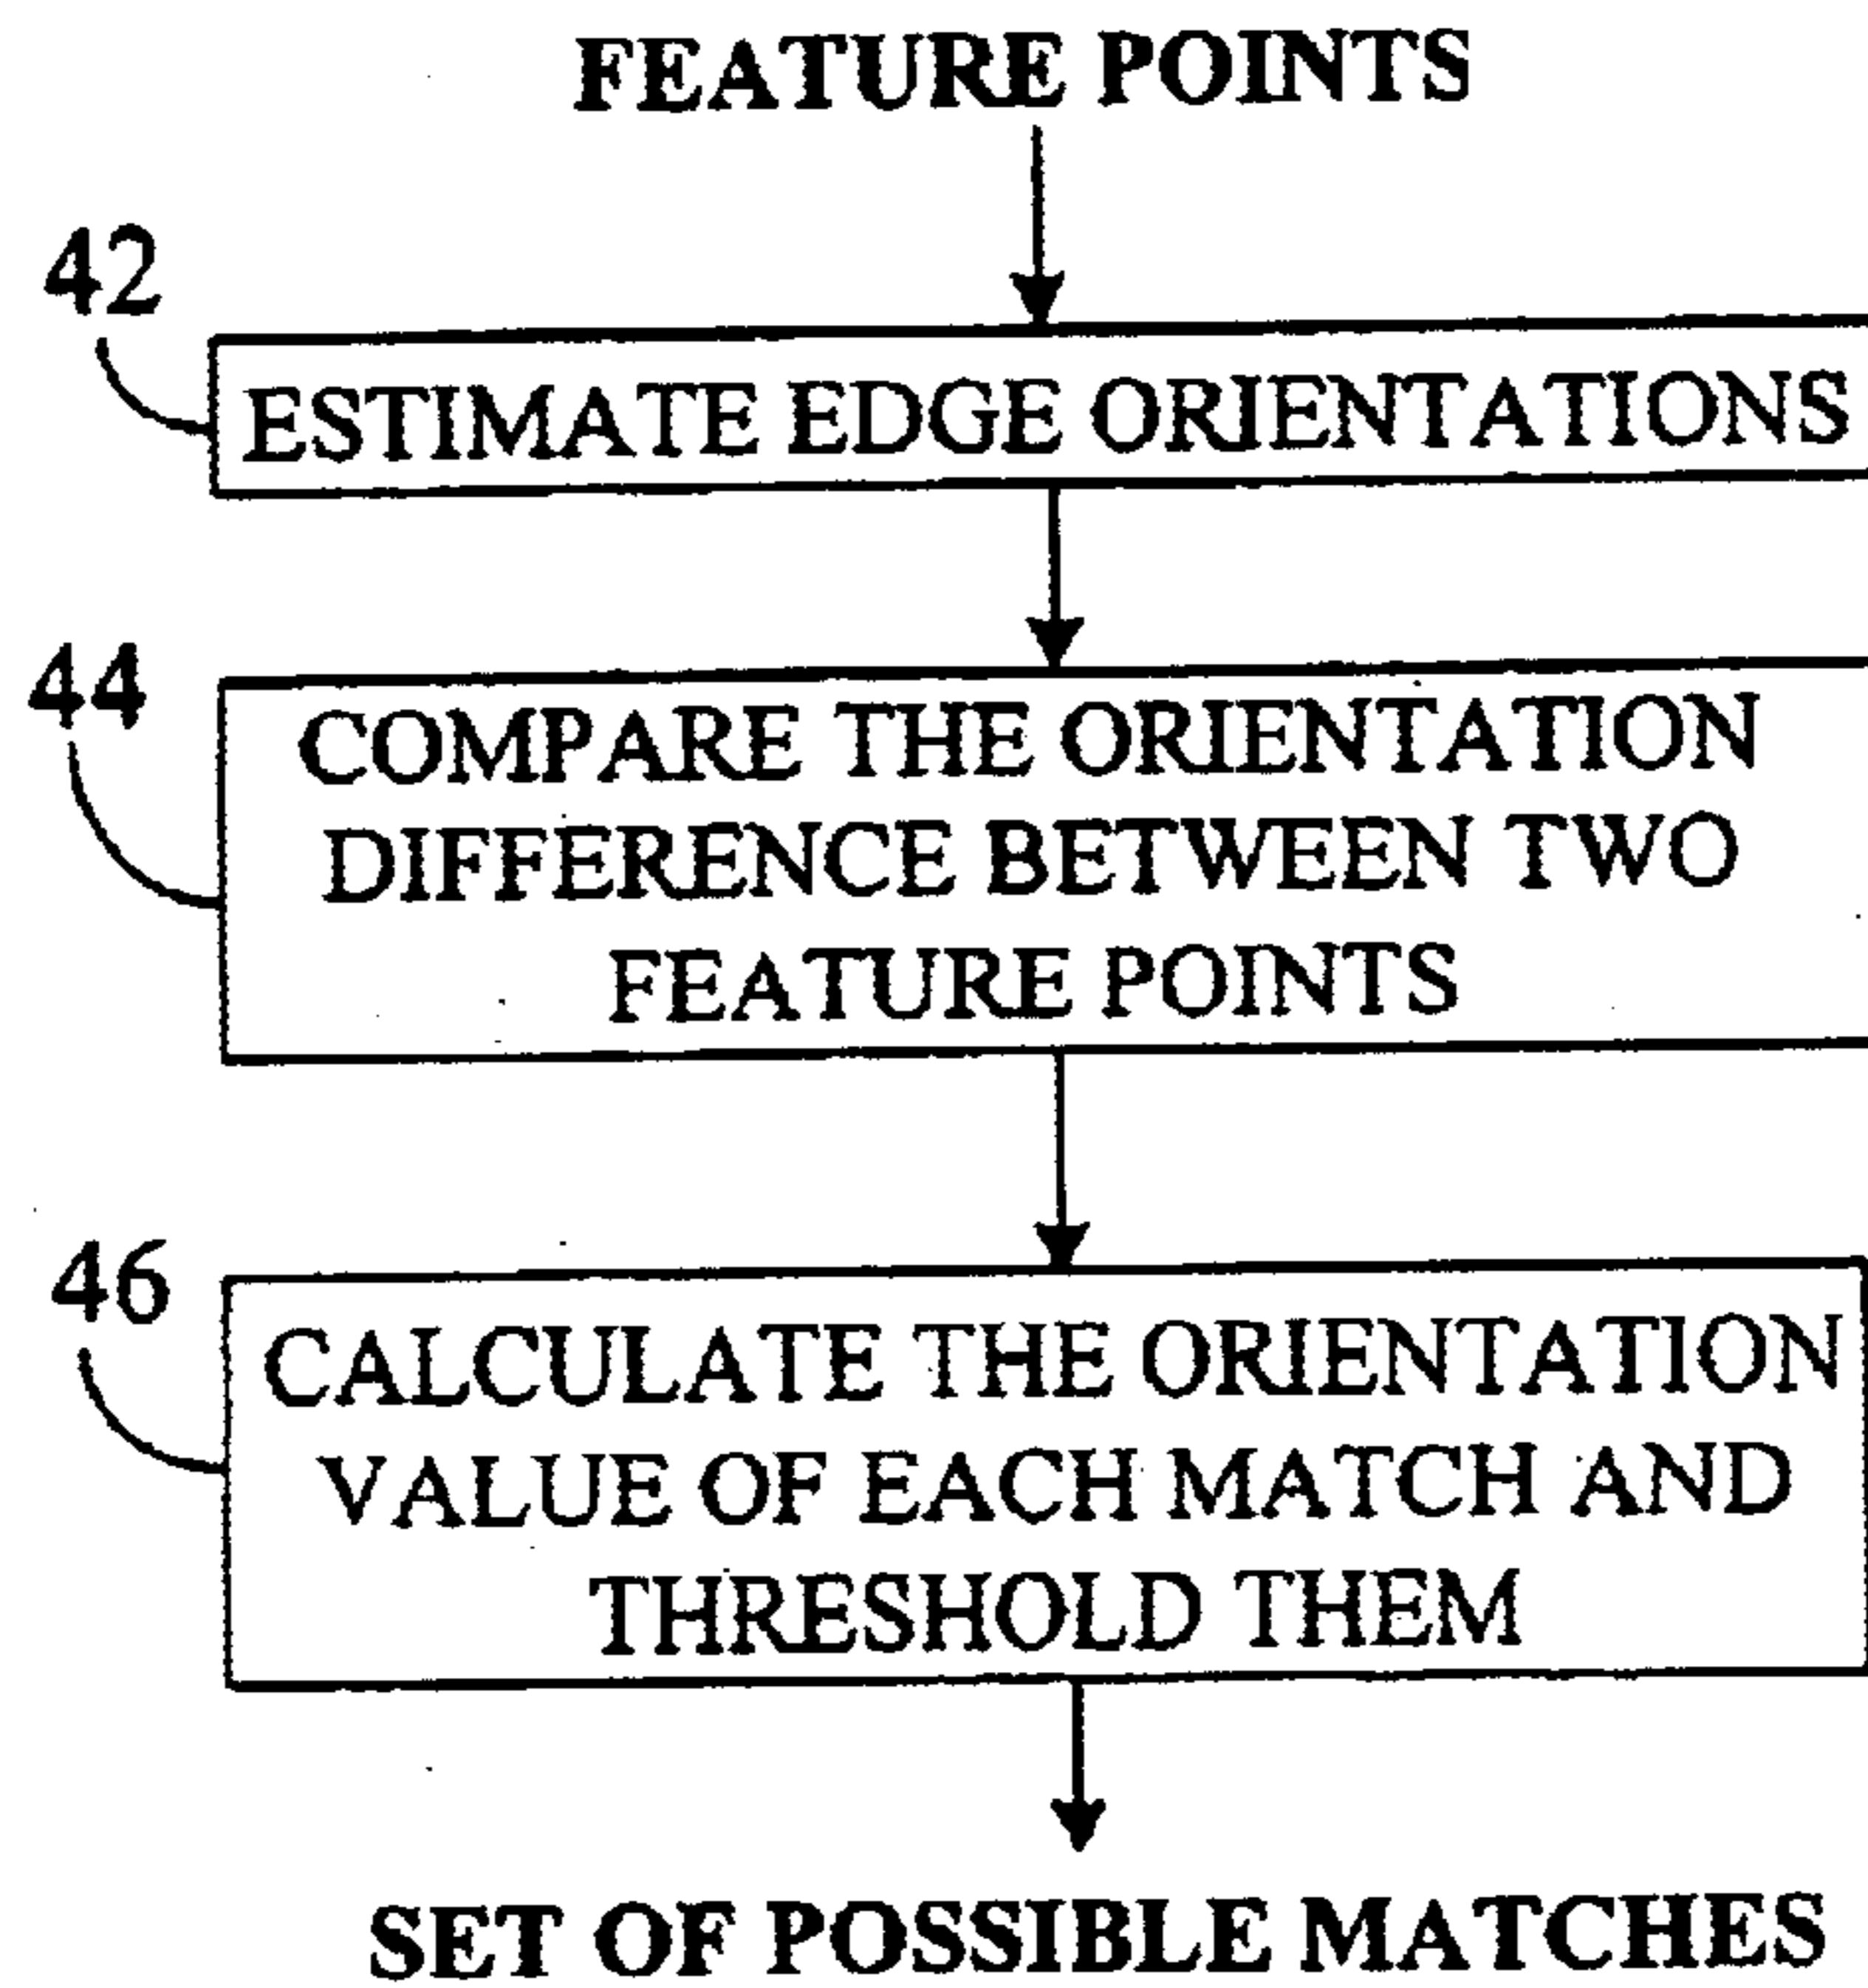 FEATURE POINTS
42
ESTIMATE EDGE ORIENTATIONS
44
COMPARE THE ORIENTATION
DIFFERENCE BETWEEN TWO
FEATURE POINTS
46
CALCULATE THE ORIENTATION
VALUE OF EACH MATCH AND
THRESHOLD THEM
SET OF POSSIBLE MATCHES